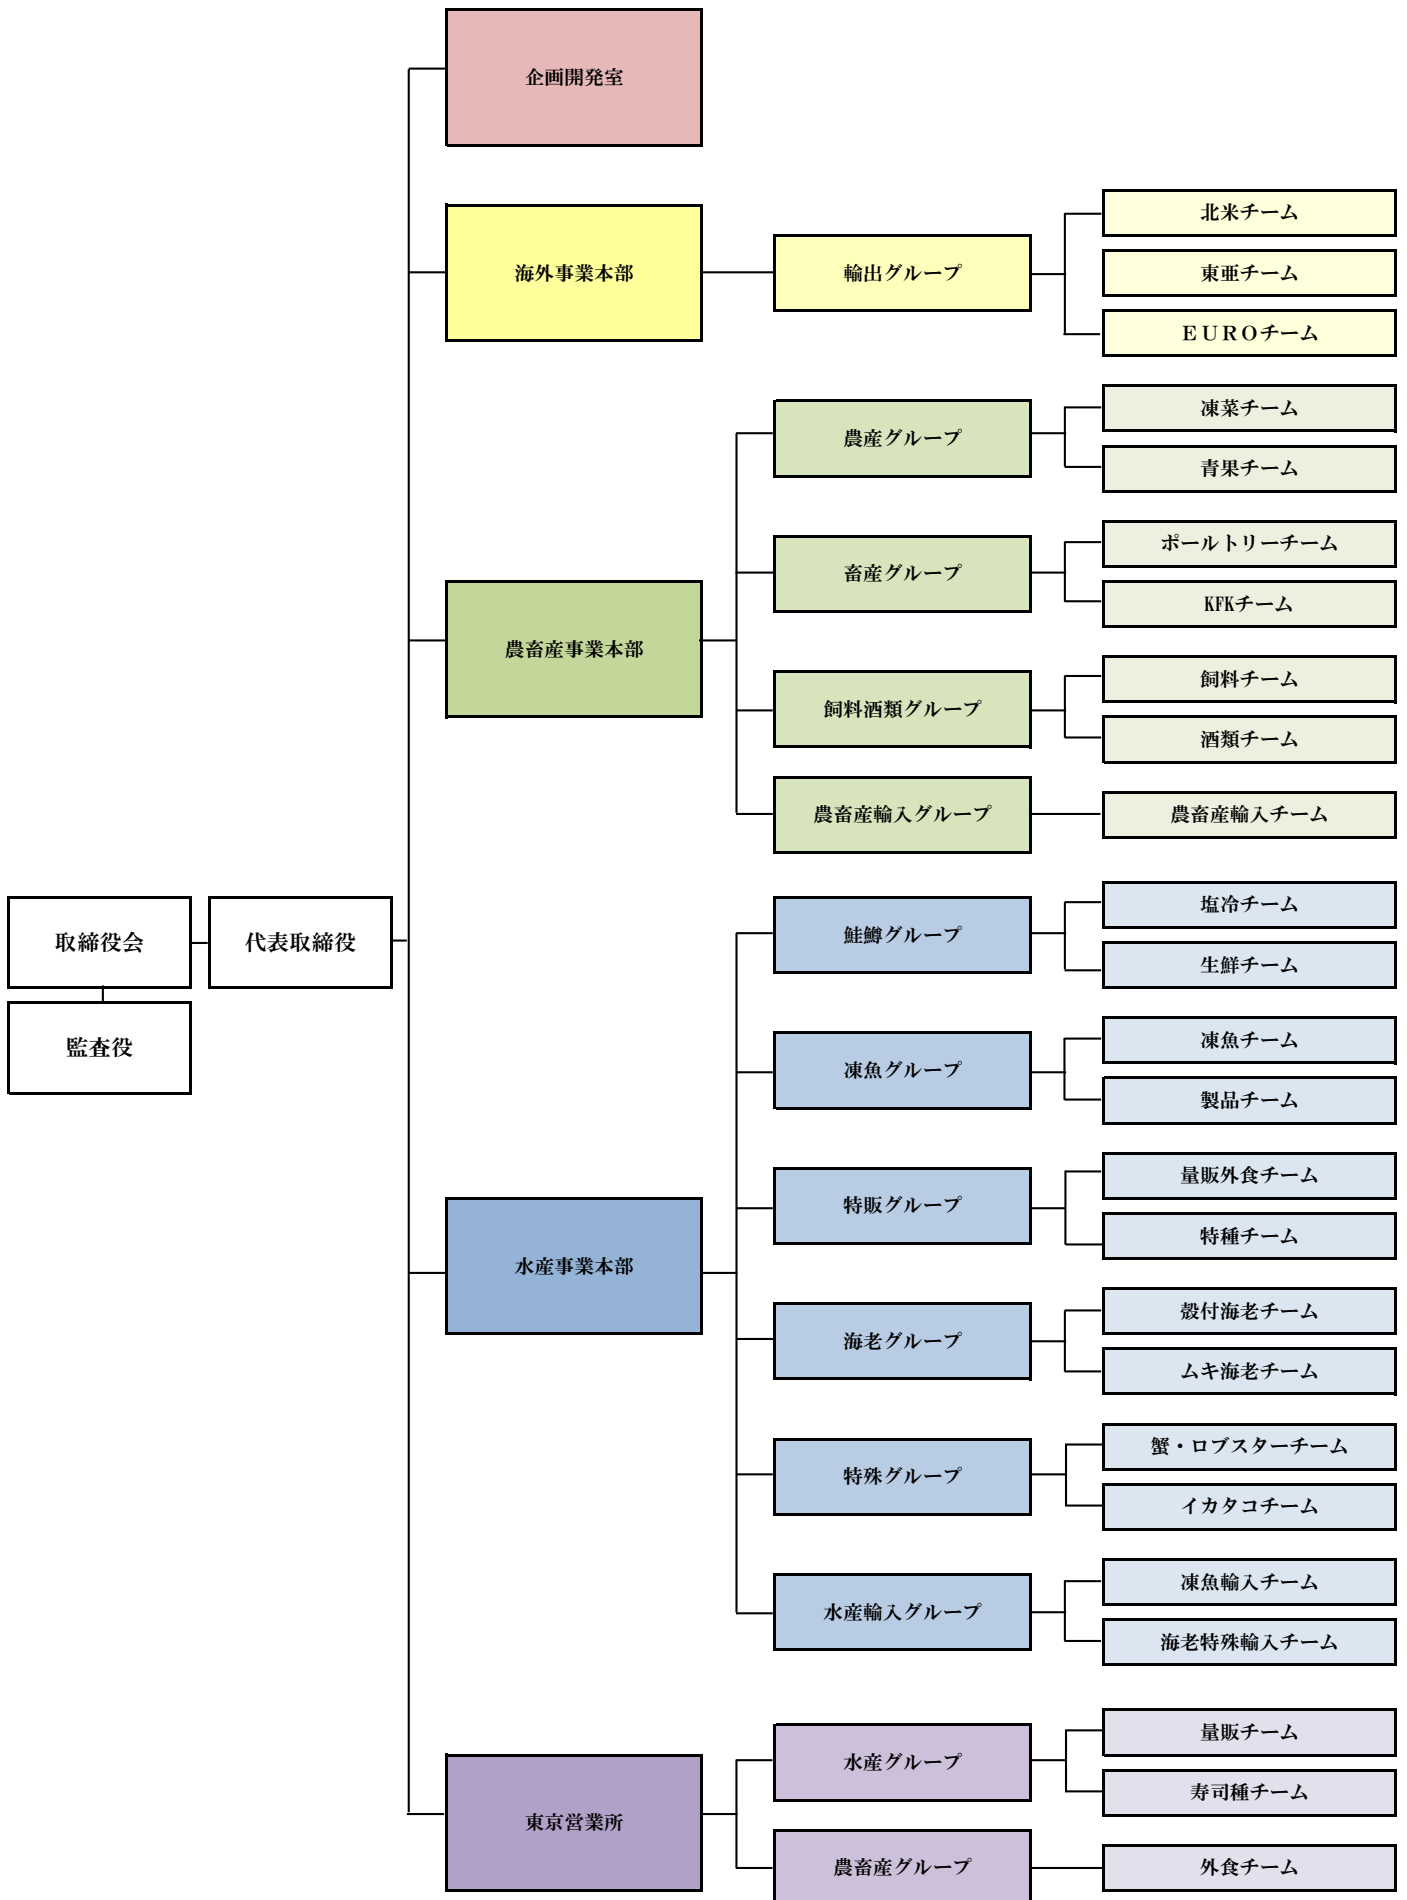 企画開発室
海外事業本部
輸出グループ
北米チーム
東亜チーム
ＥＵＲＯチーム
農畜産事業本部
農産グループ
凍菜チーム
青果チーム
畜産グループ
ポールトリーチーム
KFKチーム
飼料酒類グループ
飼料チーム
酒類チーム
農畜産輸入グループ
農畜産輸入チーム
取締役会
代表取締役
監査役
水産事業本部
鮭鱒グループ
塩冷チーム
生鮮チーム
凍魚グループ
凍魚チーム
製品チーム
特販グループ
量販外食チーム
特種チーム
海老グループ
殻付海老チーム
ムキ海老チーム
特殊グループ
蟹・ロブスターチーム
イカタコチーム
水産輸入グループ
凍魚輸入チーム
海老特殊輸入チーム
東京営業所
水産グループ
量販チーム
寿司種チーム
農畜産グループ
外食チーム